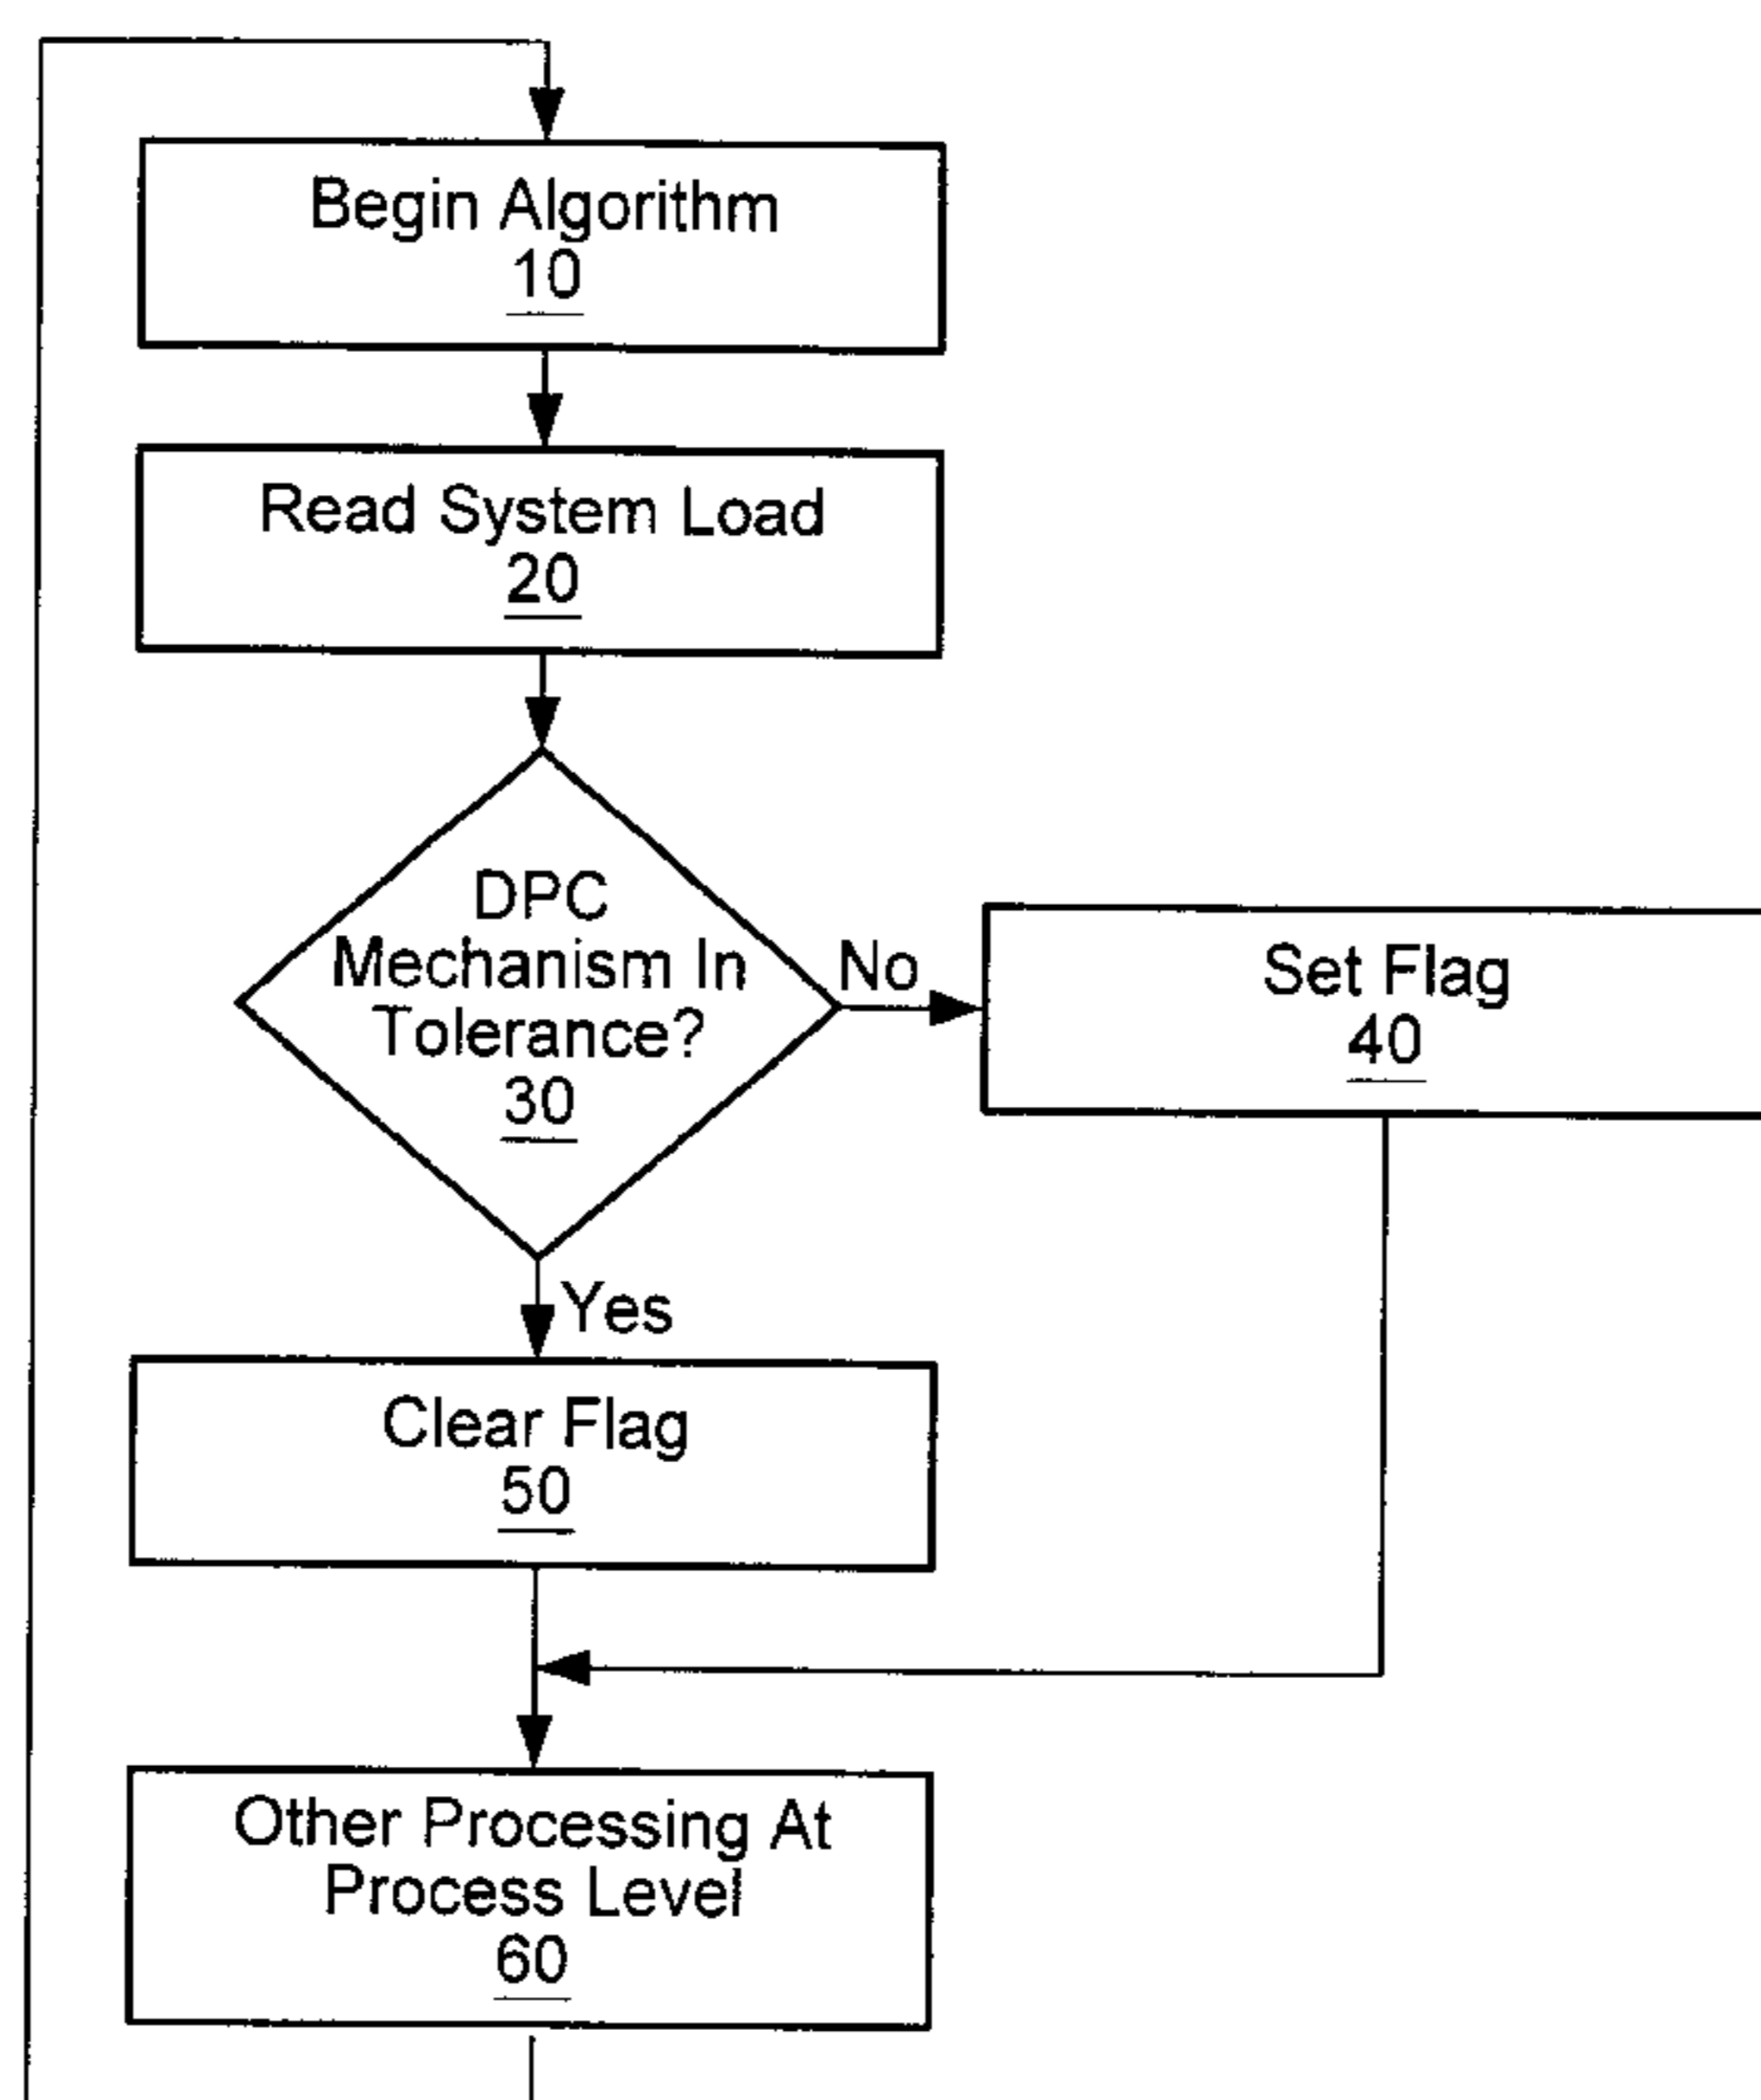 Begin Algorithm
10
Read System Load
20
DPC
Mechanism In
Tolerance?
30
No
Set Flag
40
Yes
Clear Flag
50
Other Processing At
Process Level
60